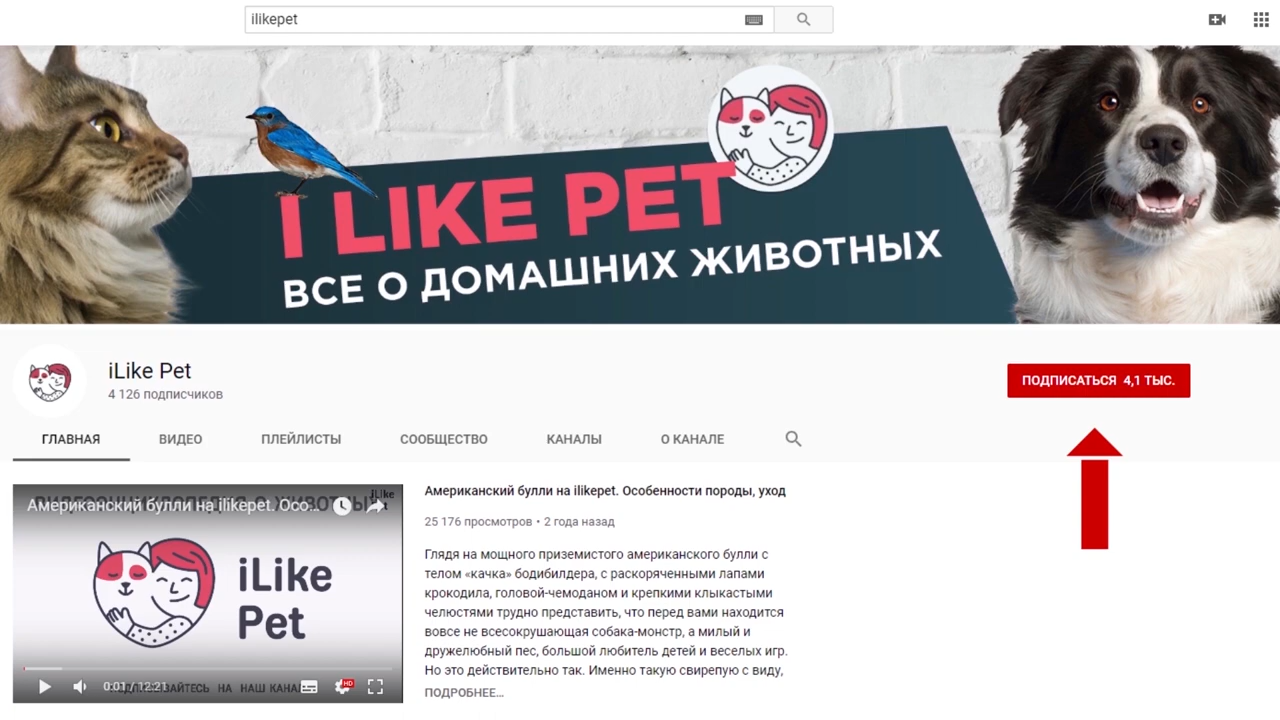 ilikepet
I LIKE PET
ВСЕ О ДОМАШНИХ ЖИВОТНЫХ
iLike Pet
4 126 подписчиков
ПОДПИСАТЬСЯ 4,1 ТЫС.
ГЛАВНАЯ ВИДЕО ПЛЕЙЛИСТЫ СООБЩЕСТВО КАНАЛЫ О КАНАЛЕ
Американский булли на ilikepet. Осо...
iLike
Pet
0:01 / 12:21
HD
Американский булли на ilikepet. Особенности породы, уход
25 176 просмотров • 2 года назад
Глядя на мощного приземистого американского булли с
телом «качка» бодибилдера, с раскоряченными лапами
крокодила, головой-чемоданом и крепкими клыкастыми
челюстями трудно представить, что перед вами находится
вовсе не всесокрушающая собака-монстр, а милый и
дружелюбный пес, большой любитель детей и веселых игр.
Но это действительно так. Именно такую свирепую с виду,
ПОДРОБНЕЕ...